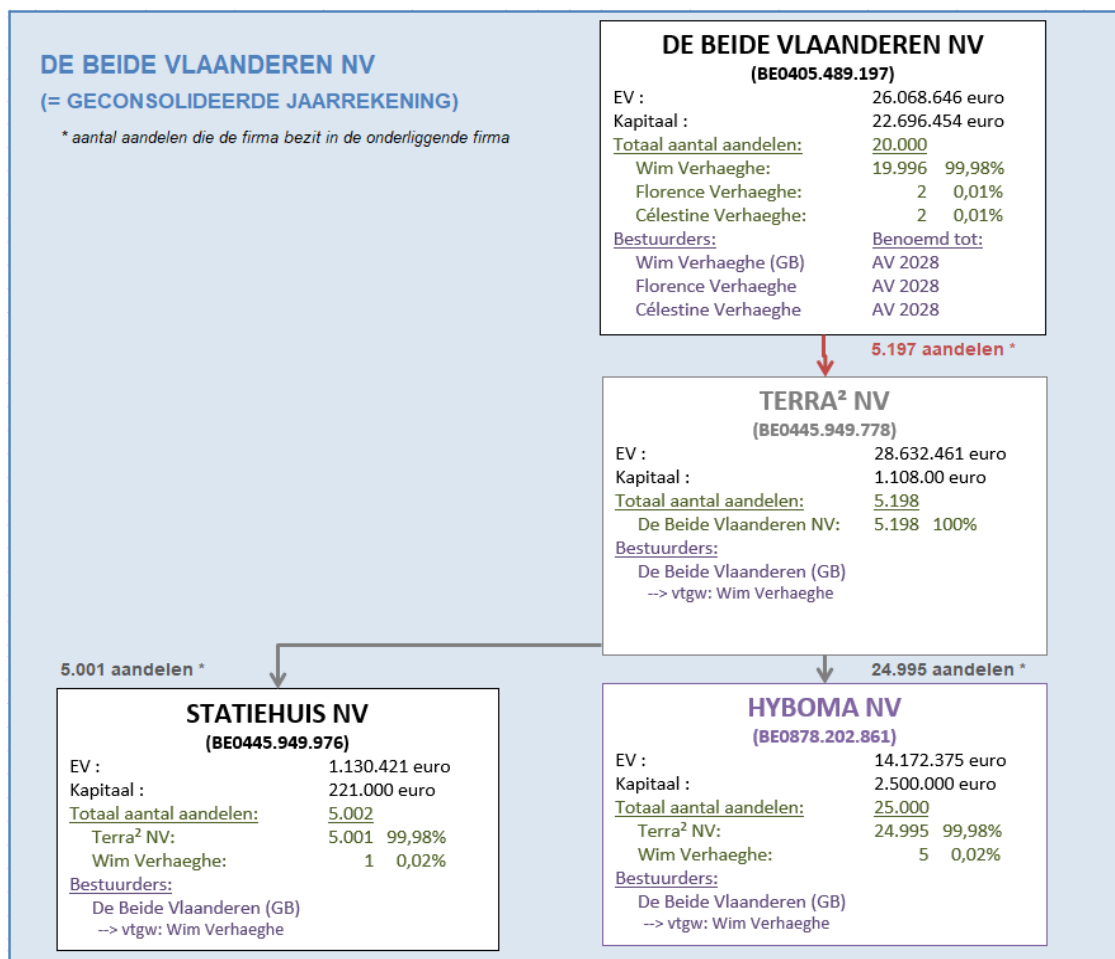 DE BEIDE VLAANDEREN NV
(= GECONSOLIDEERDE JAARREKENING)
* aantal aandelen die de firma bezit in de onderliggende firma
DE BEIDE VLAANDEREN NV
(BE0405.489.197)
EV : 26.068.646 euro
Kapitaal : 22.696.454 euro
Totaal aantal aandelen: 20.000
Wim Verhaeghe: 19.996 99,98%
Florence Verhaeghe: 2 0,01%
Célestine Verhaeghe: 2 0,01%
Bestuurders: Benoemd tot:
Wim Verhaeghe (GB) AV 2028
Florence Verhaeghe AV 2028
Célestine Verhaeghe AV 2028
5.197 aandelen *
TERRA² NV
(BE0445.949.778)
EV : 28.632.461 euro
Kapitaal : 1.108.00 euro
Totaal aantal aandelen: 5.198
De Beide Vlaanderen NV: 5.198 100%
Bestuurders:
De Beide Vlaanderen (GB)
--> vtgw: Wim Verhaeghe
5.001 aandelen *
STATIEHUIS NV
(BE0445.949.976)
EV : 1.130.421 euro
Kapitaal : 221.000 euro
Totaal aantal aandelen: 5.002
Terra² NV: 5.001 99,98%
Wim Verhaeghe: 1 0,02%
Bestuurders:
De Beide Vlaanderen (GB)
--> vtgw: Wim Verhaeghe
24.995 aandelen *
HYBOMA NV
(BE0878.202.861)
EV : 14.172.375 euro
Kapitaal : 2.500.000 euro
Totaal aantal aandelen: 25.000
Terra² NV: 24.995 99,98%
Wim Verhaeghe: 5 0,02%
Bestuurders:
De Beide Vlaanderen (GB)
--> vtgw: Wim Verhaeghe